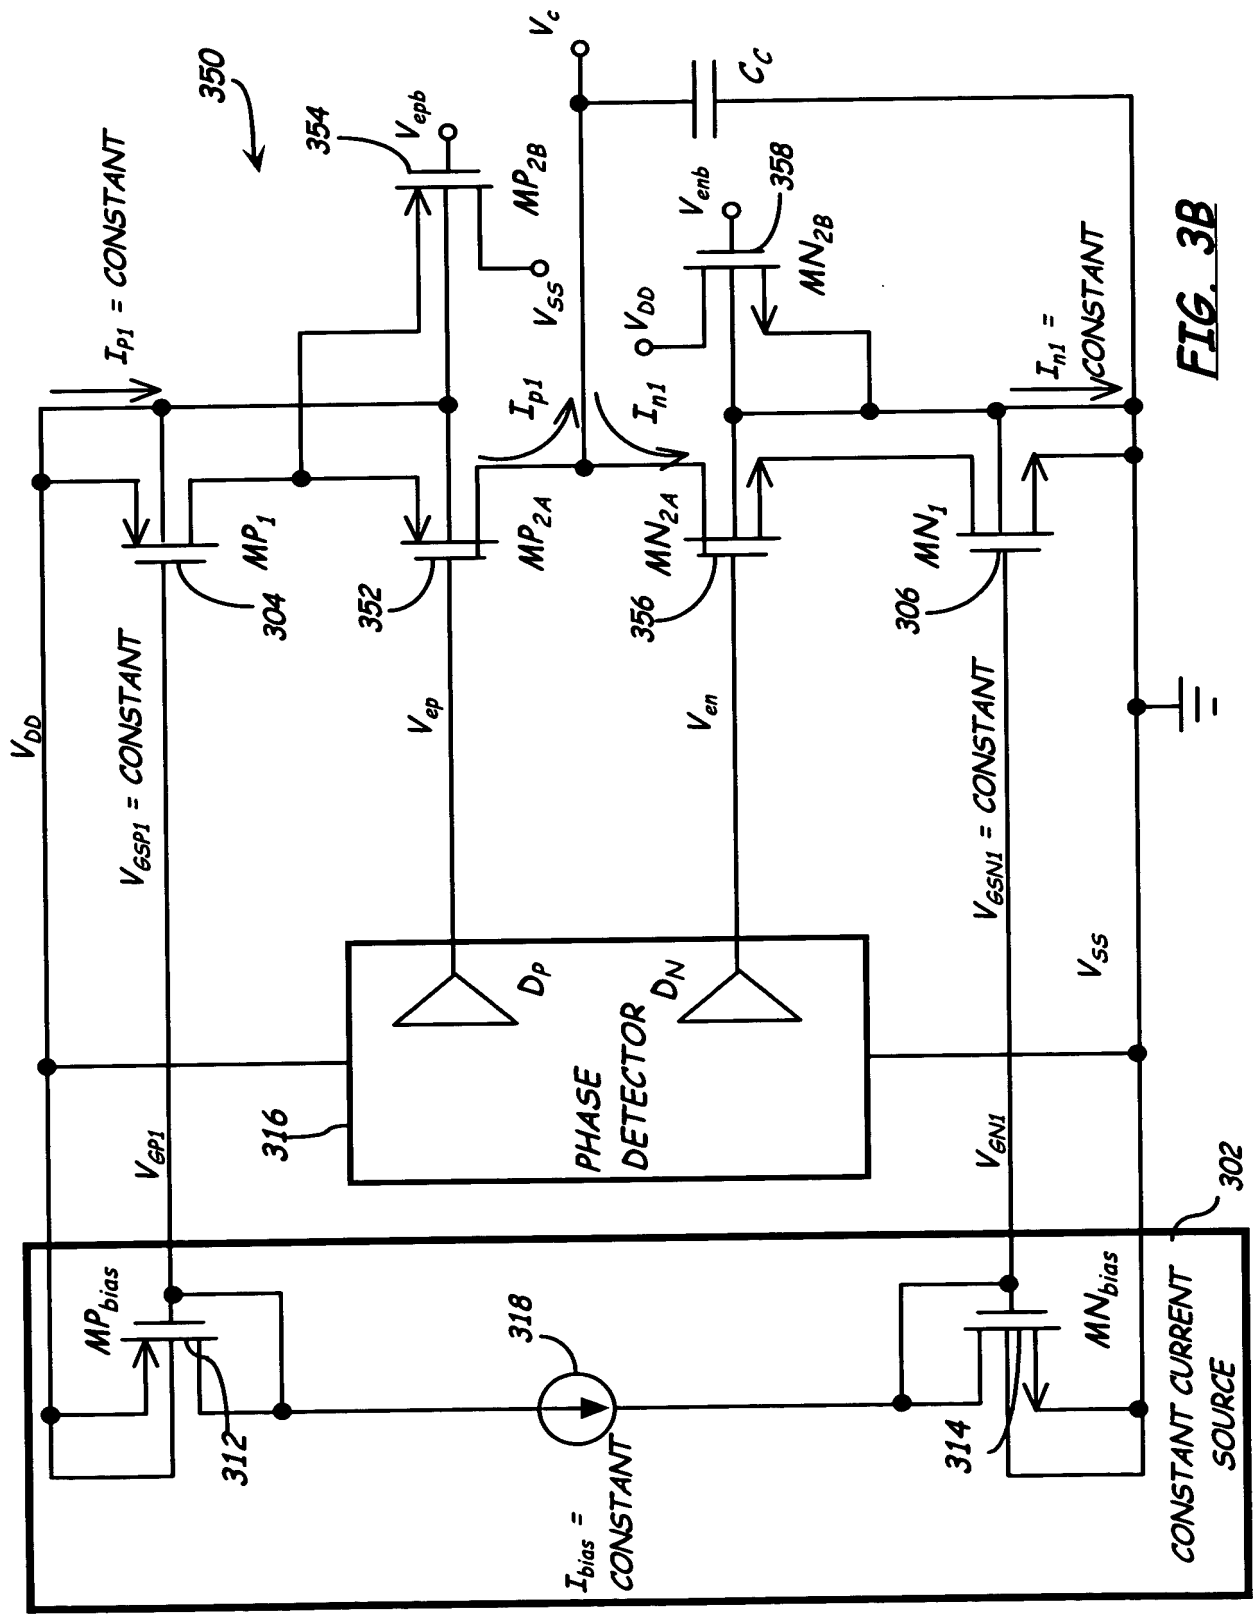 350
354
V_epb
V_c
I_P1 = CONSTANT
MP_2B
V_SS
C_C
V_enb
358
MN_2B
V_DD
I_n1 =
CONSTANT
FIG. 3B
I_p1
I_n1
MP_1
304
352
MP_2A
MN_2A
356
MN_1
306
V_DD
V_GSP1 = CONSTANT
V_ep
V_en
V_GSN1 = CONSTANT
V_SS
D_P
D_N
PHASE
DETECTOR
316
V_GP1
V_GN1
302
MP_bias
312
318
I_bias =
CONSTANT
MN_bias
314
CONSTANT CURRENT
SOURCE